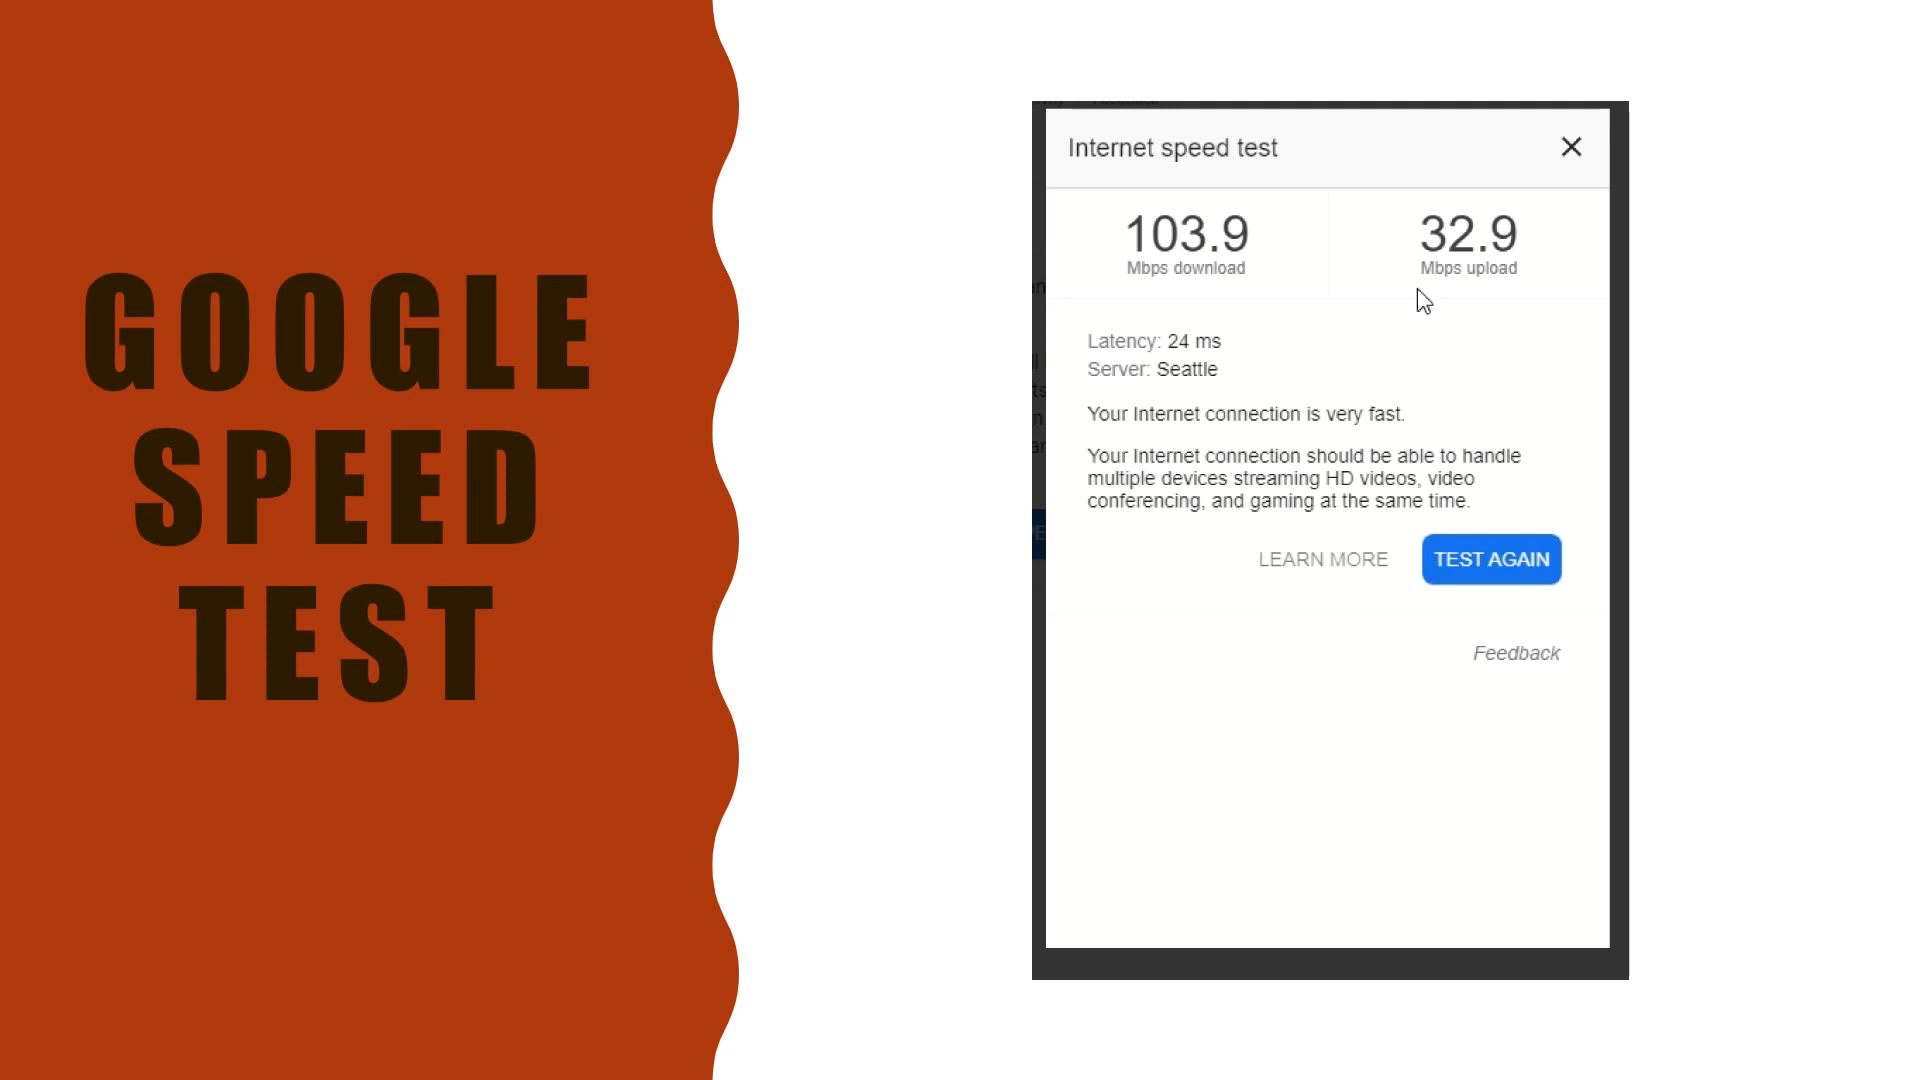 GOOGLE
SPEED
TEST
Internet speed test
103.9
Mbps download
32.9
Mbps upload
Latency: 24 ms
Server: Seattle
Your Internet connection is very fast.
Your Internet connection should be able to handle
multiple devices streaming HD videos, video
conferencing, and gaming at the same time.
LEARN MORE
TEST AGAIN
Feedback